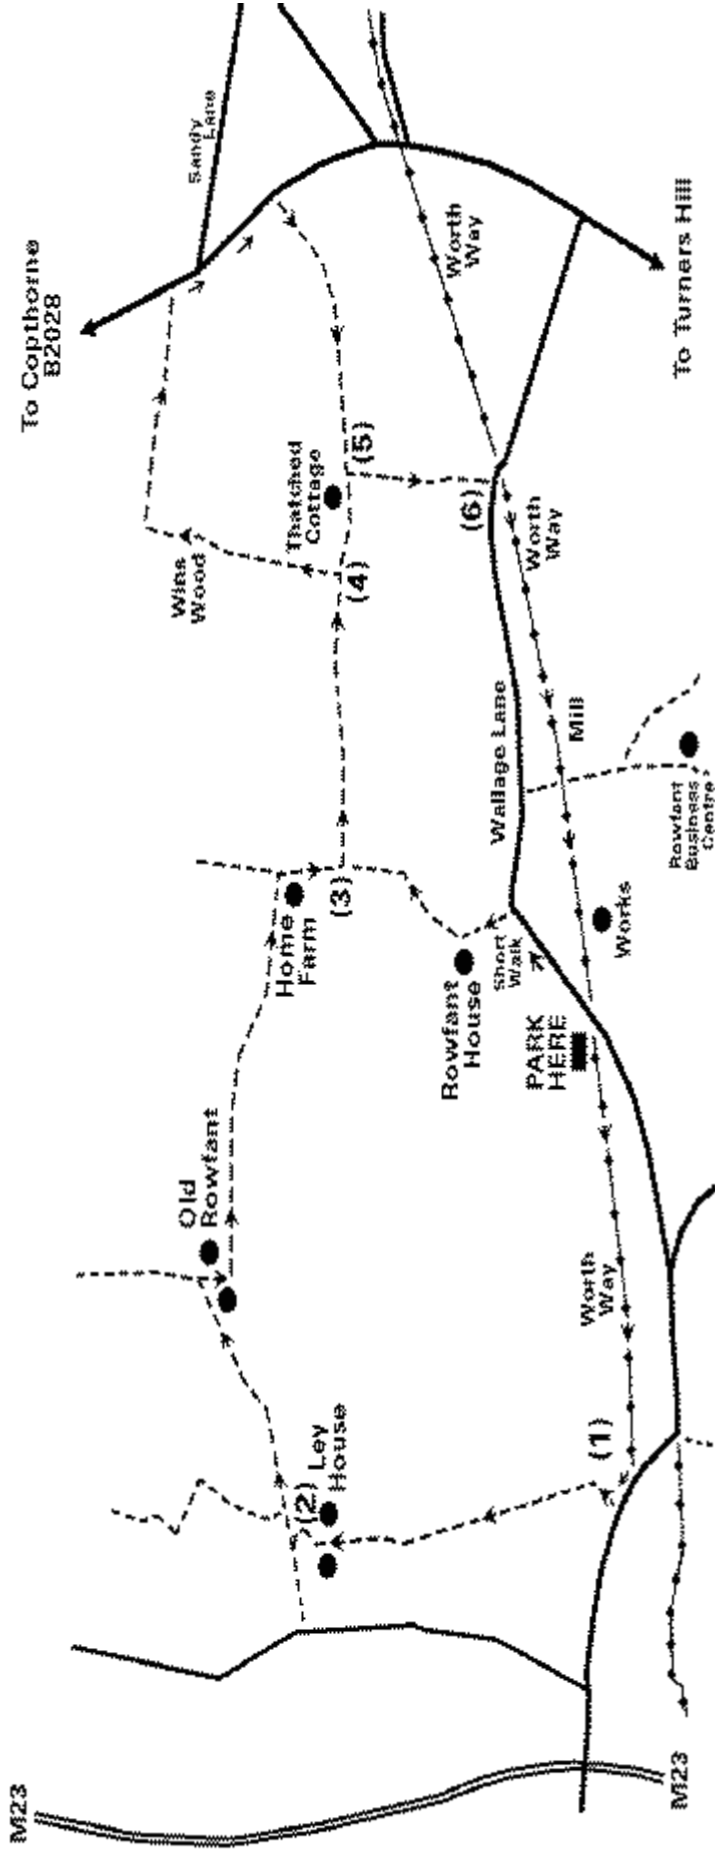 To Copthorne
B2028
Sandy
Lane
Worth
Way
To Turners Hill
Thatched
Cottage
(5)
(6)
Wins
Wood
(4)
Worth
Way
Wallage Lane
Mill
Rowfant
Business
Centre
Home
Farm
(3)
Rowfant
House
Short
Walk
Works
PARK
HERE
Old
Rowfant
Worth
Way
(1)
(2)
Ley
House
M23
M23